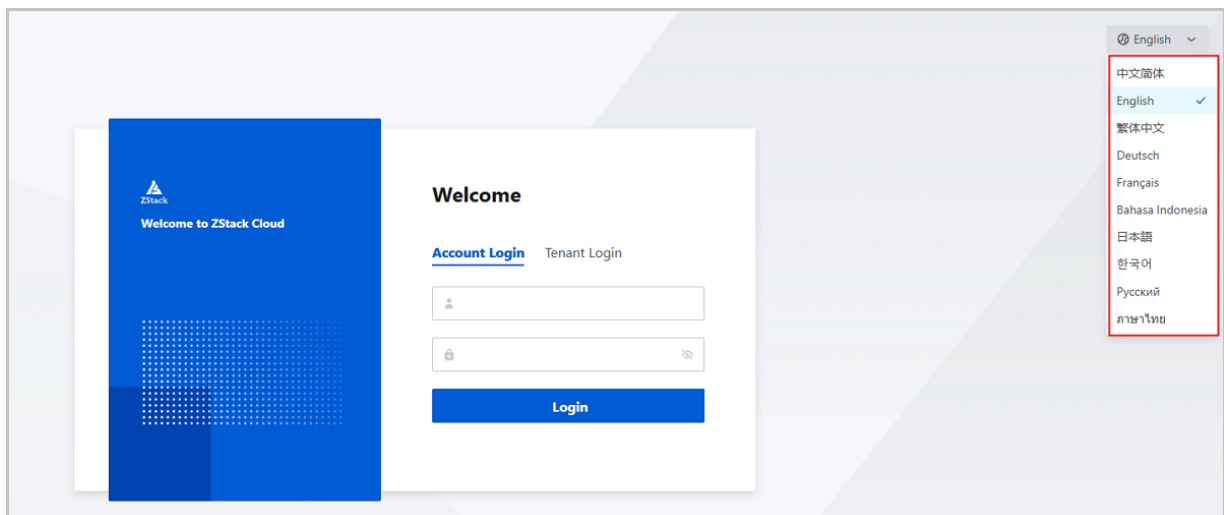 English
中文简体
English
繁体中文
Deutsch
Français
Bahasa Indonesia
日本語
한국어
Русский
ภาษาไทย
ZStack
Welcome to ZStack Cloud
Welcome
Account Login Tenant Login
Login